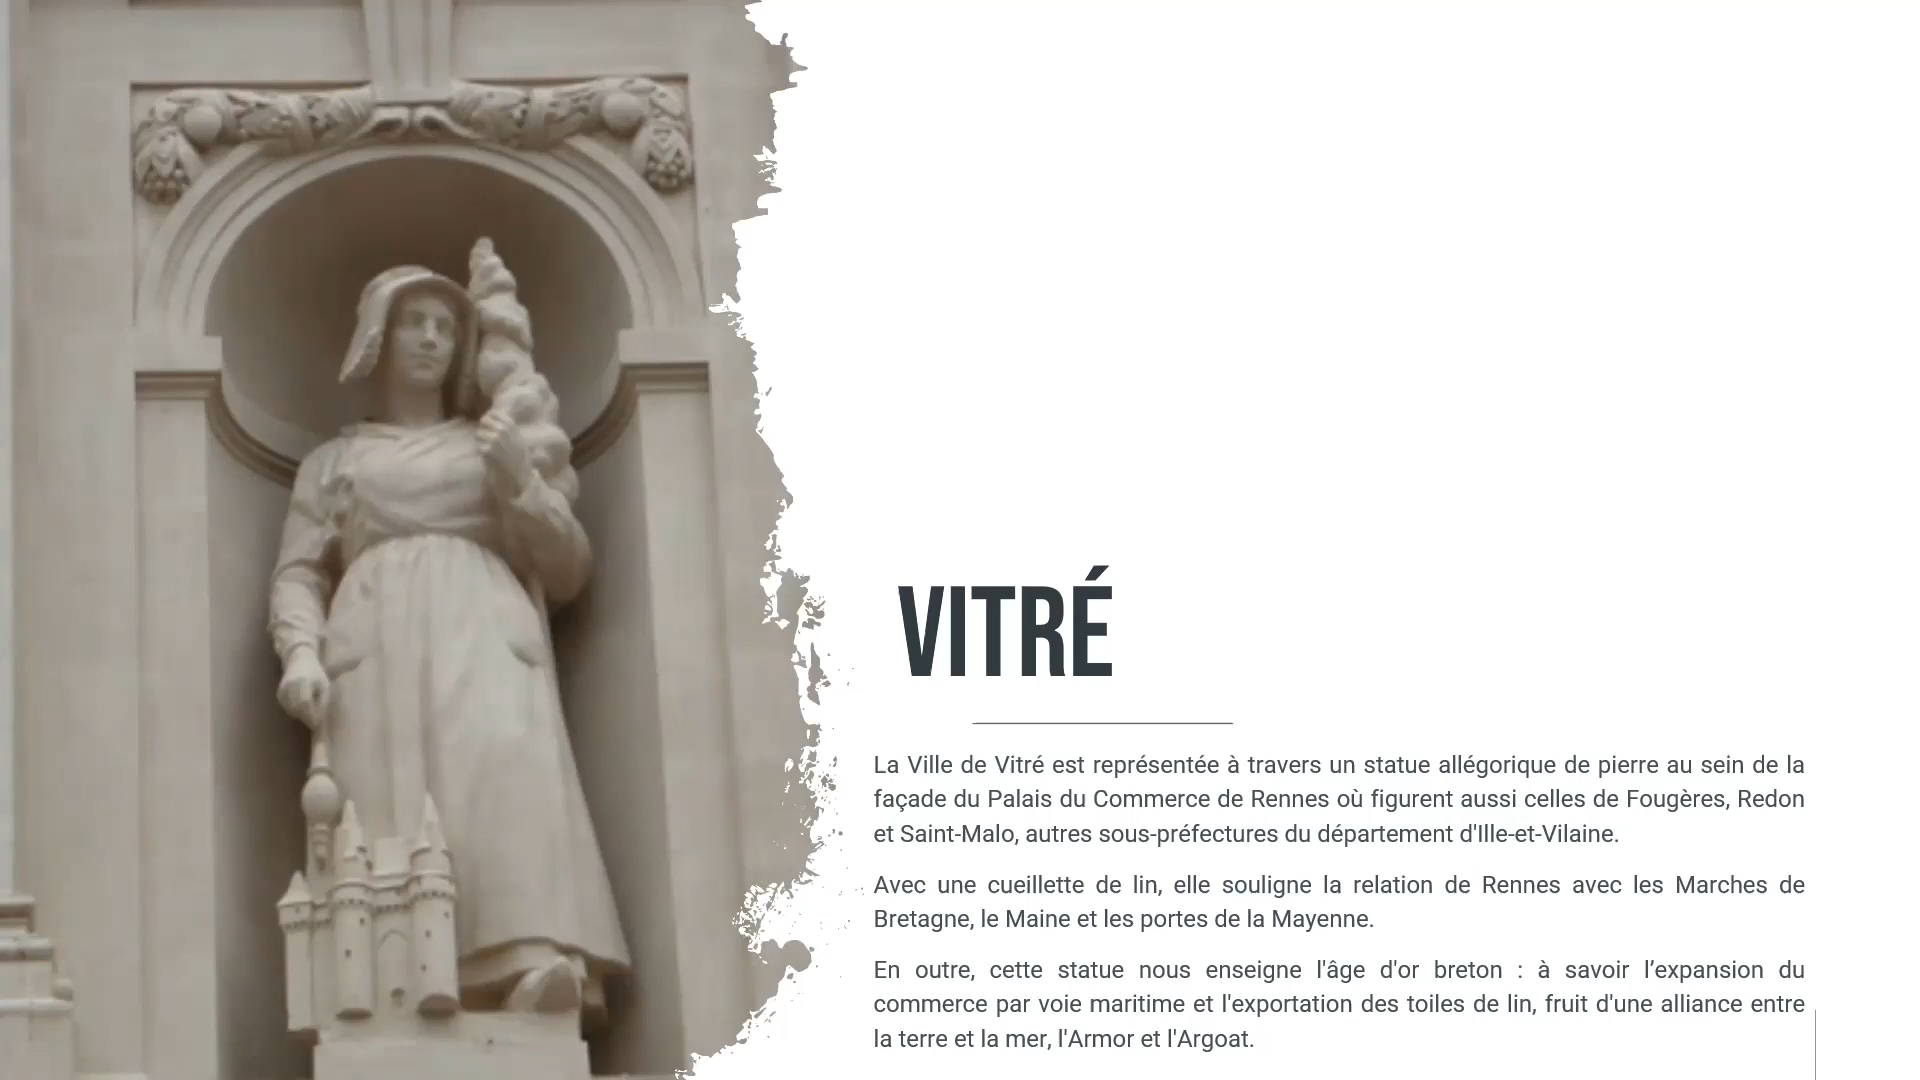 VITRÉ
La Ville de Vitré est représentée à travers un statue allégorique de pierre au sein de la
façade du Palais du Commerce de Rennes où figurent aussi celles de Fougères, Redon
et Saint-Malo, autres sous-préfectures du département d'Ille-et-Vilaine.
Avec une cueillette de lin, elle souligne la relation de Rennes avec les Marches de
Bretagne, le Maine et les portes de la Mayenne.
En outre, cette statue nous enseigne l'âge d'or breton : à savoir l’expansion du
commerce par voie maritime et l'exportation des toiles de lin, fruit d'une alliance entre
la terre et la mer, l'Armor et l'Argoat.